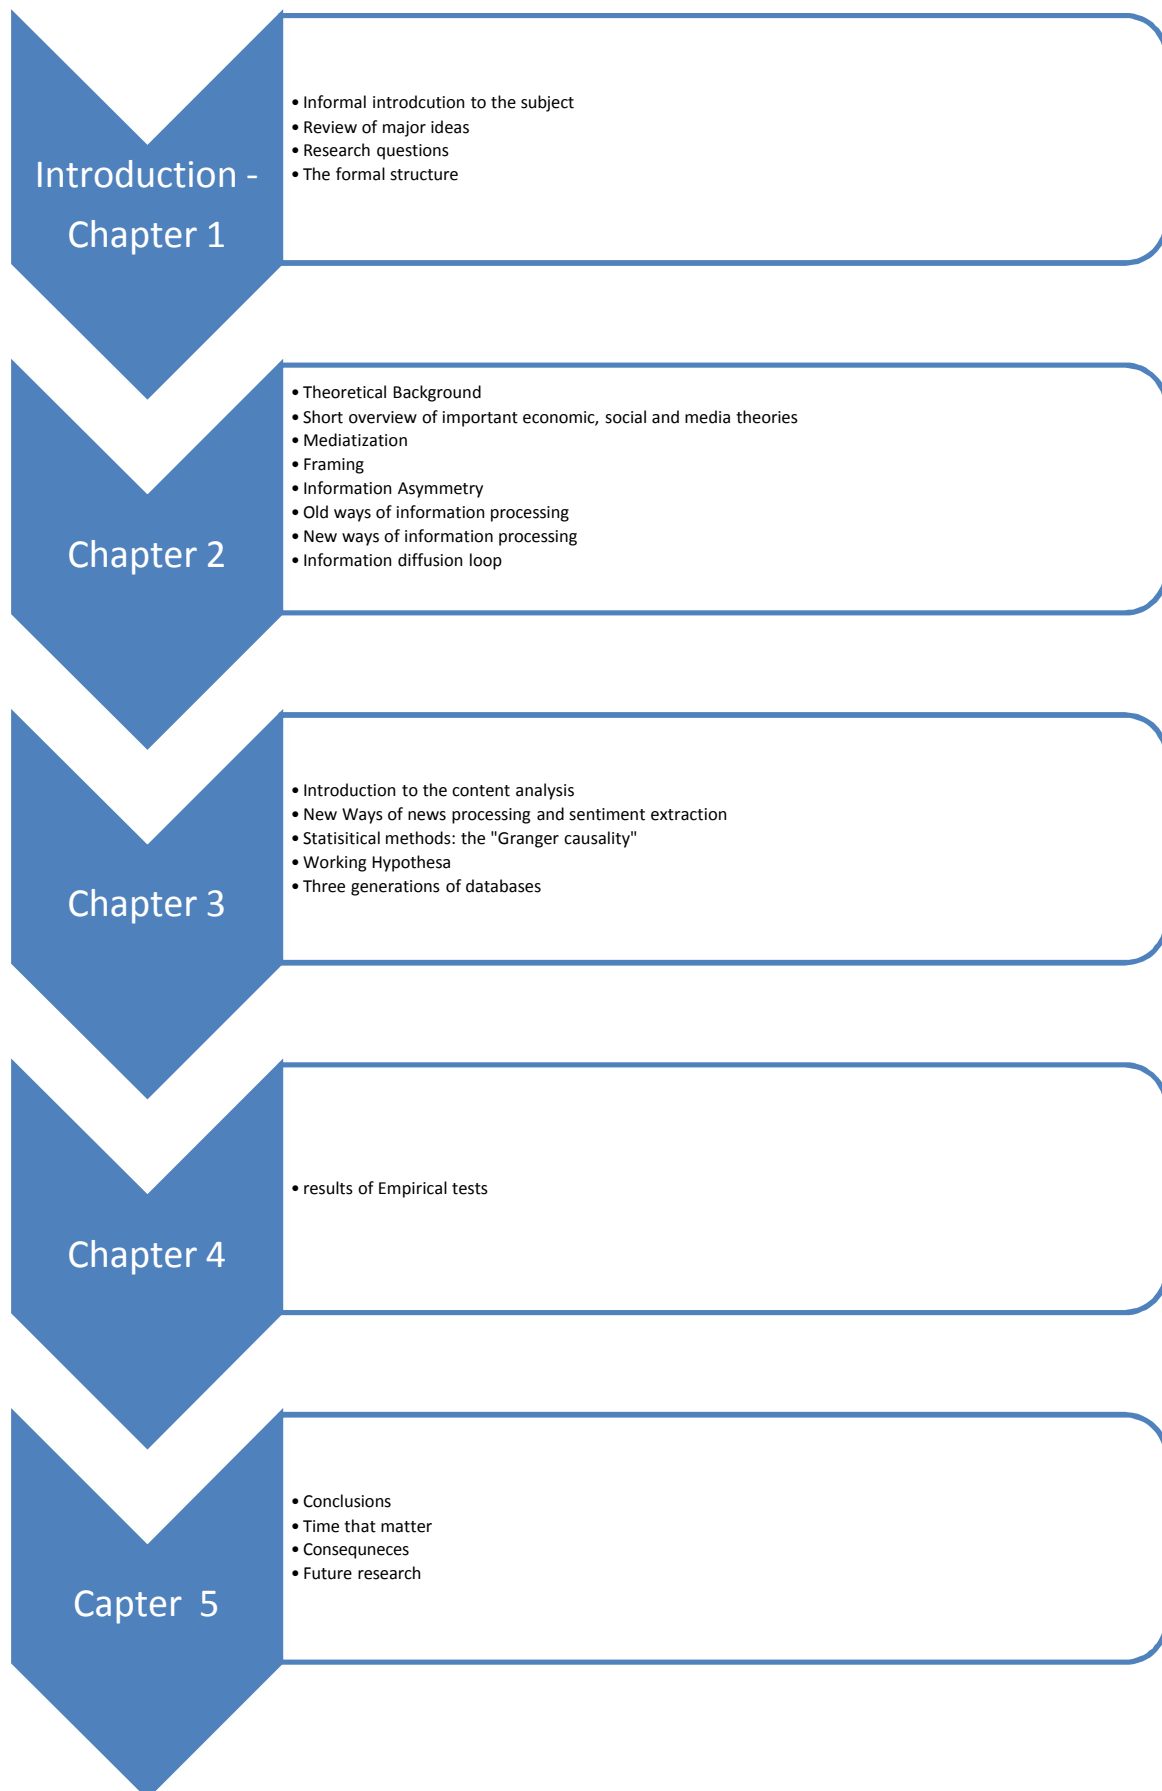 Introduction -
Chapter 1
• Informal introdcution to the subject
• Review of major ideas
• Research questions
• The formal structure
Chapter 2
• Theoretical Background
• Short overview of important economic, social and media theories
• Mediatization
• Framing
• Information Asymmetry
• Old ways of information processing
• New ways of information processing
• Information diffusion loop
Chapter 3
• Introduction to the content analysis
• New Ways of news processing and sentiment extraction
• Statisitical methods: the "Granger causality"
• Working Hypothesa
• Three generations of databases
Chapter 4
• results of Empirical tests
Capter  5
• Conclusions
• Time that matter
• Consequneces
• Future research